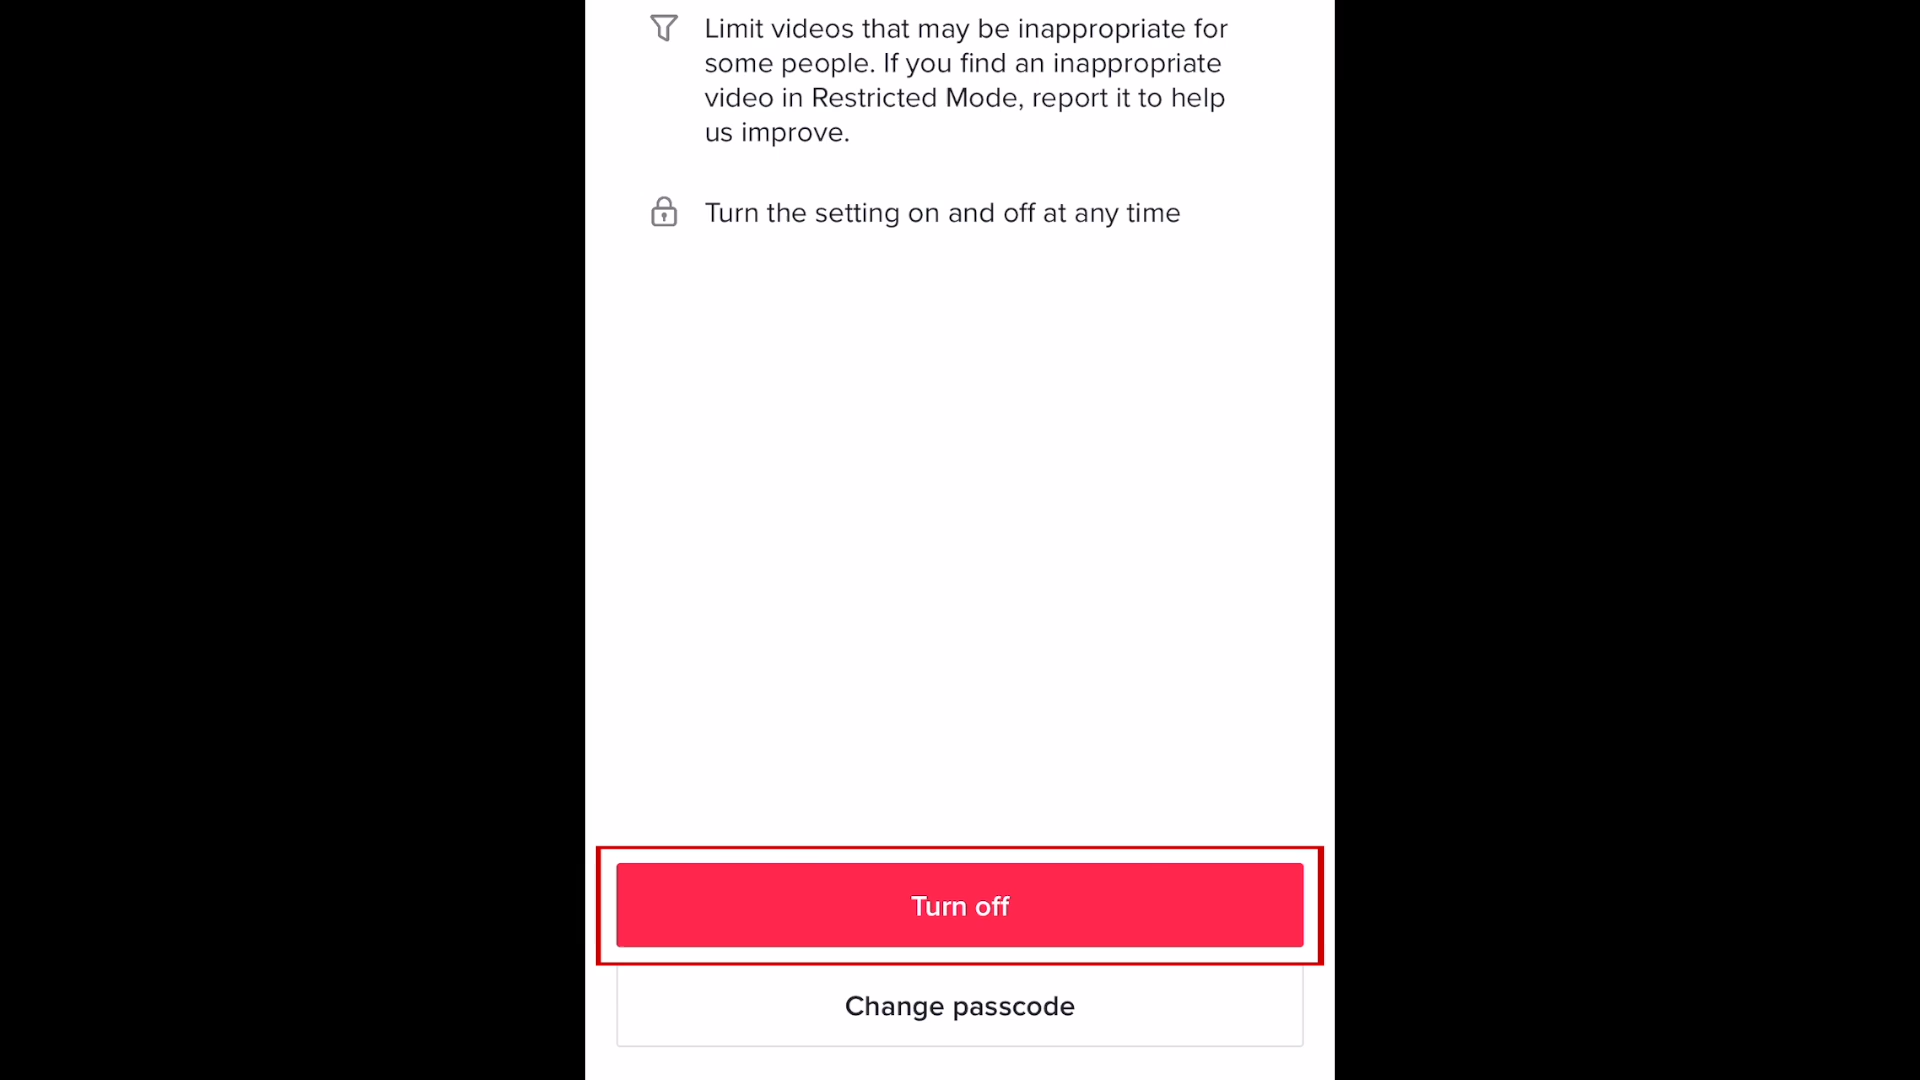 Limit videos that may be inappropriate for
some people. If you find an inappropriate
video in Restricted Mode, report it to help
us improve.
Turn the setting on and off at any time
Turn off
Change passcode